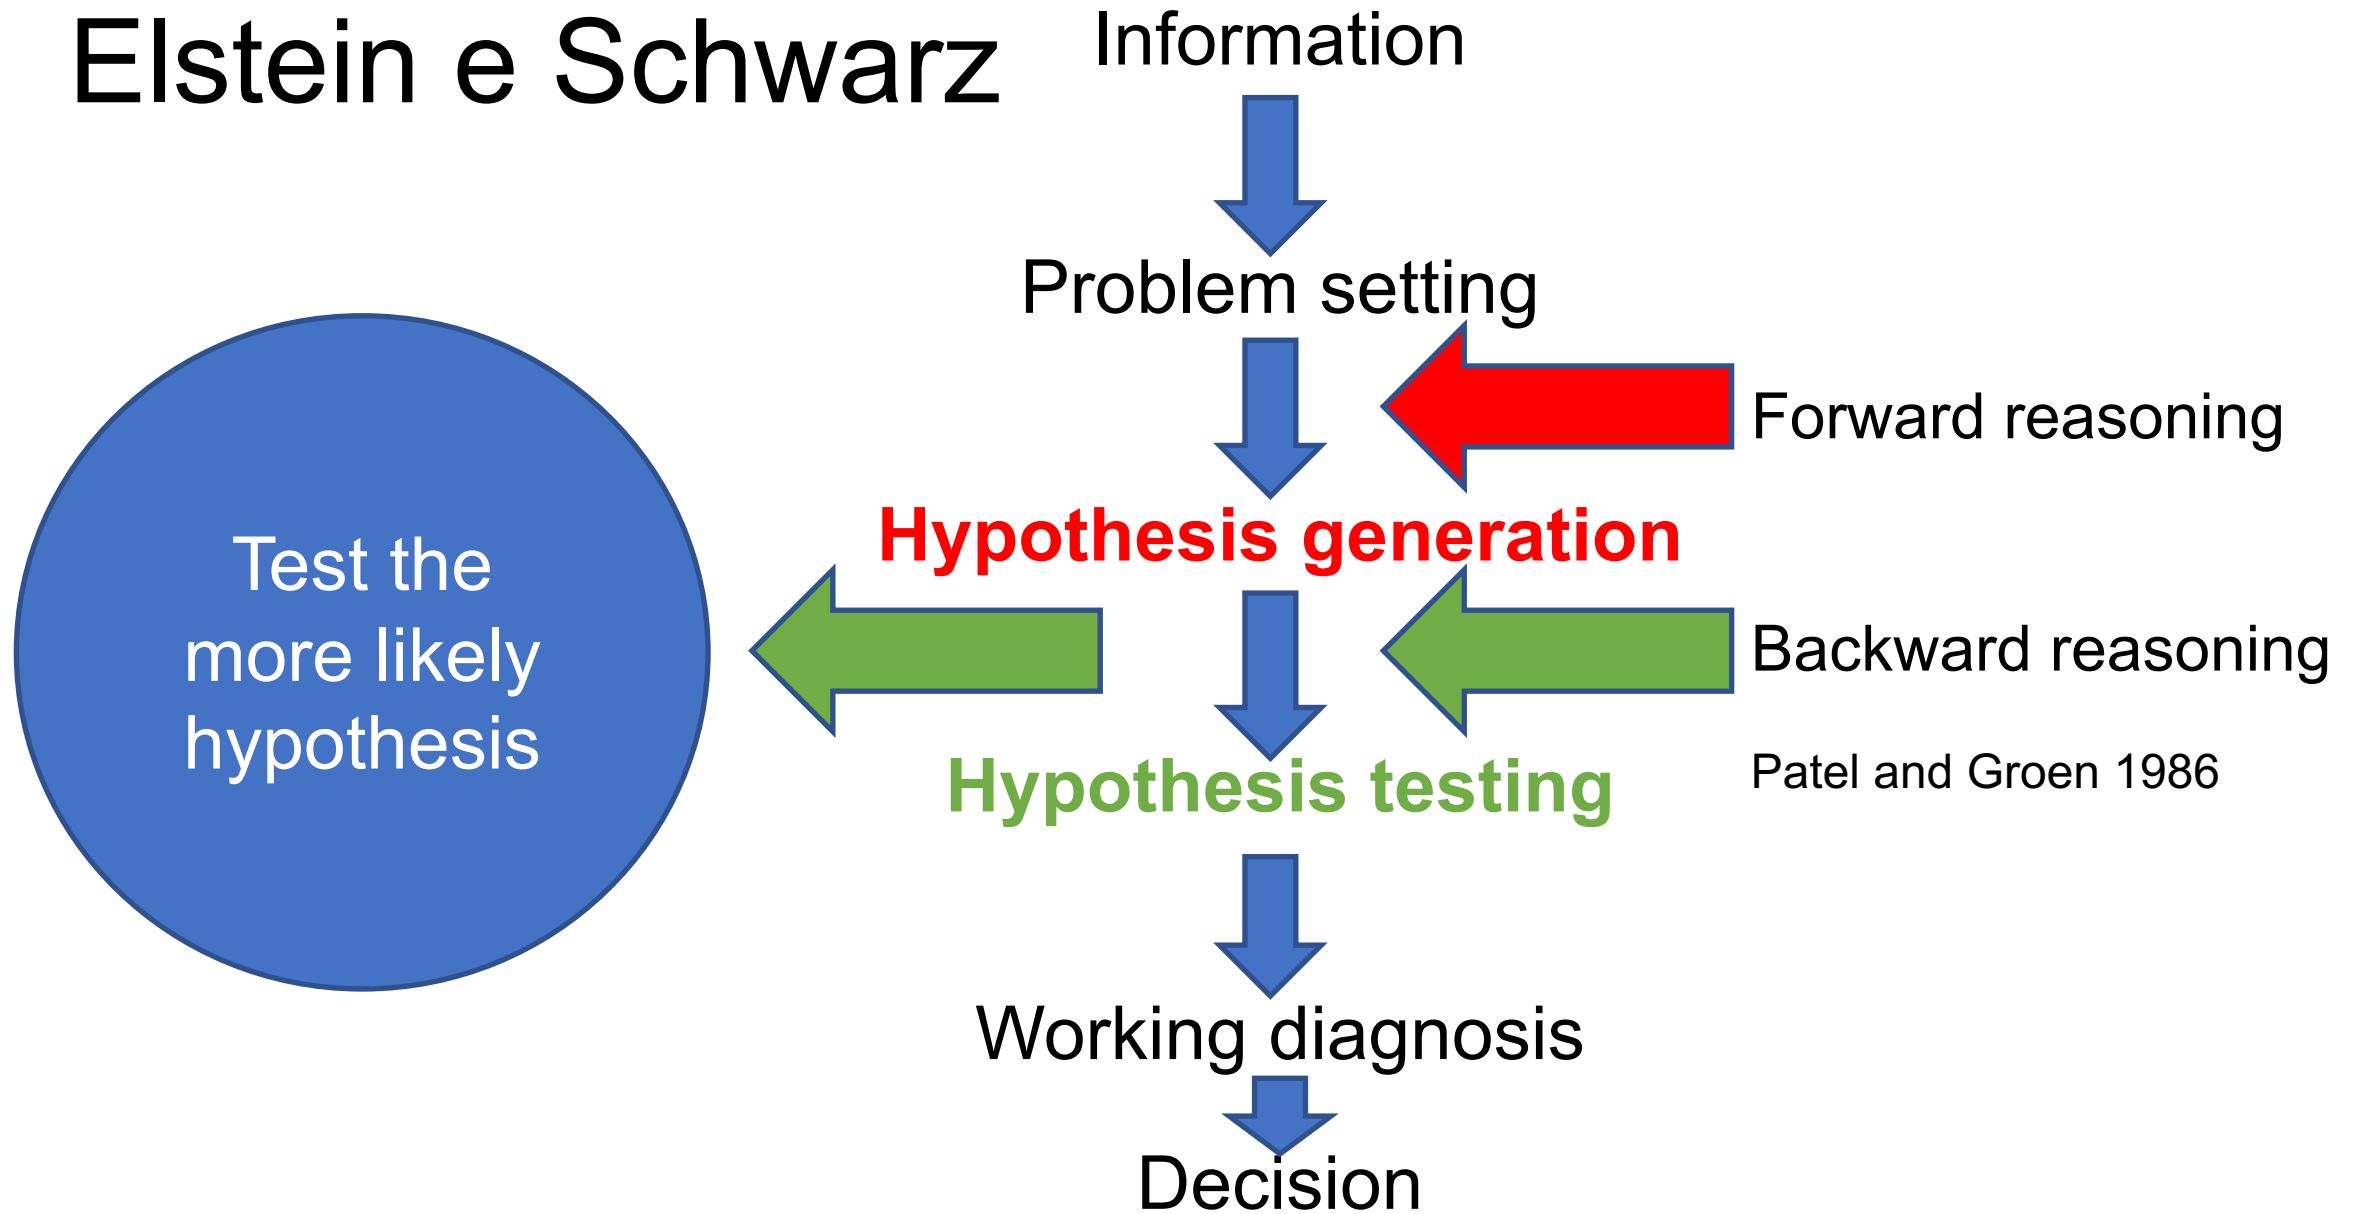 Elstein e Schwarz
Information
Problem setting
Forward reasoning
Hypothesis generation
Test the
more likely
hypothesis
Backward reasoning
Hypothesis testing
Patel and Groen 1986
Working diagnosis
Decision